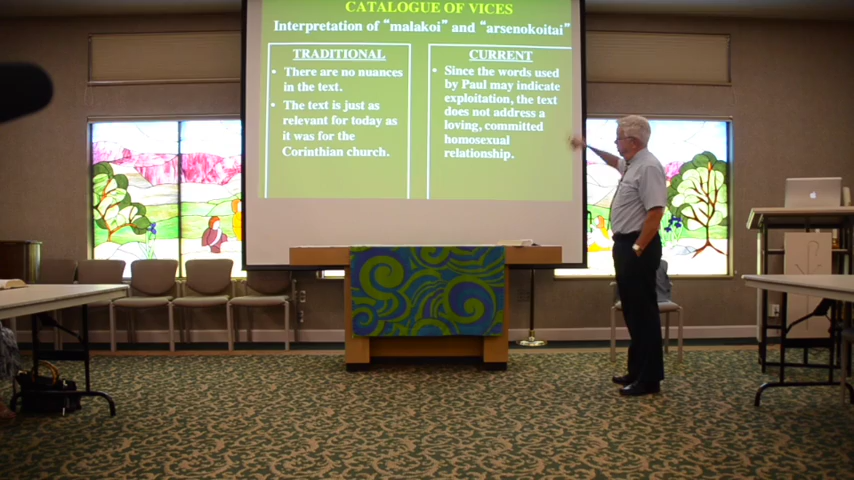 CATALOGUE OF VICES
Interpretation of "malakoi" and "arsenokoitai"
TRADITIONAL
• There are no nuances
in the text.
• The text is just as
relevant for today as
it was for the
Corinthian church.
CURRENT
• Since the words used
by Paul may indicate
exploitation, the text
does not address a
loving, committed
homosexual
relationship.